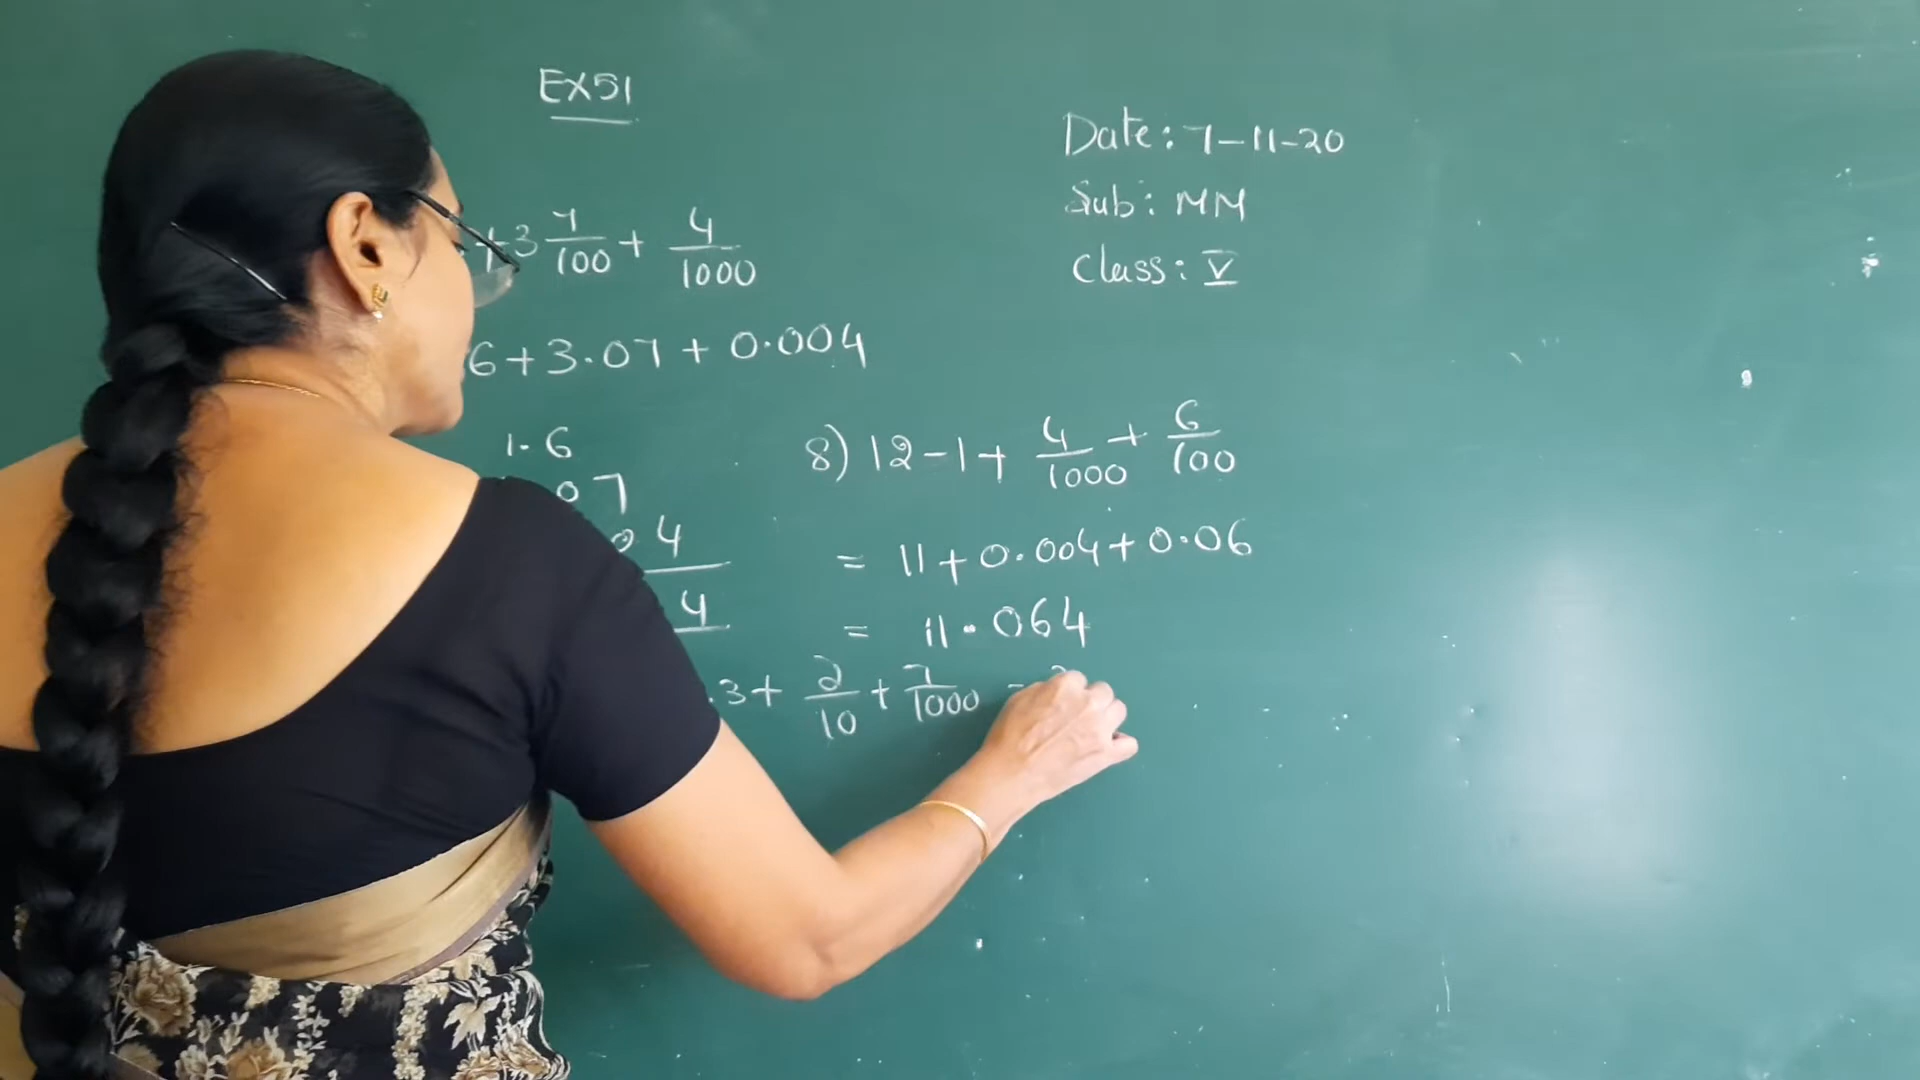 EX51
Date: 7-11-20
Sub: MM
Class: V
+3 7/100 + 4/1000
6+3.07+0.004
1.6
07
04
4
8) 12-1+ 4/1000 + 6/100
= 11+0.004+0.06
= 11.064
.3+ 2/10 + 7/1000 =